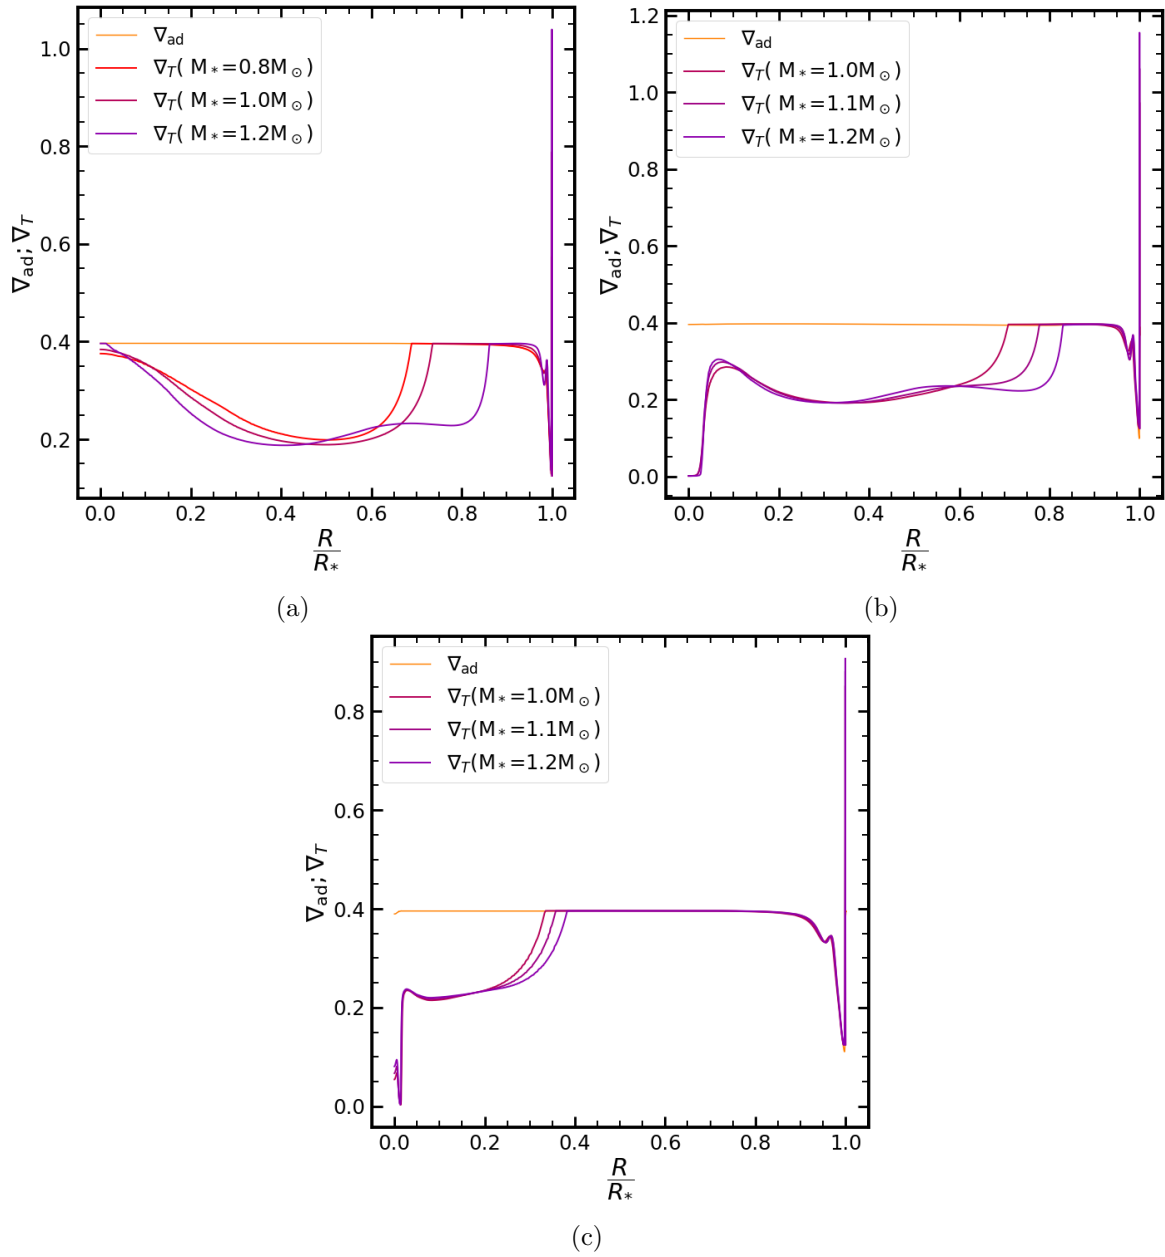 ∇ad
∇T( M*=0.8M⊙)
∇T( M*=1.0M⊙)
∇T( M*=1.2M⊙)
1.0
0.8
0.6
0.4
0.2
∇ad; ∇T
0.0 0.2 0.4 0.6 0.8 1.0
R
R*
(a)
∇ad
∇T( M*=1.0M⊙)
∇T( M*=1.1M⊙)
∇T( M*=1.2M⊙)
1.2
1.0
0.8
0.6
0.4
0.2
0.0
∇ad; ∇T
0.0 0.2 0.4 0.6 0.8 1.0
R
R*
(b)
∇ad
∇T(M*=1.0M⊙)
∇T(M*=1.1M⊙)
∇T(M*=1.2M⊙)
0.8
0.6
0.4
0.2
0.0
∇ad; ∇T
0.0 0.2 0.4 0.6 0.8 1.0
R
R*
(c)